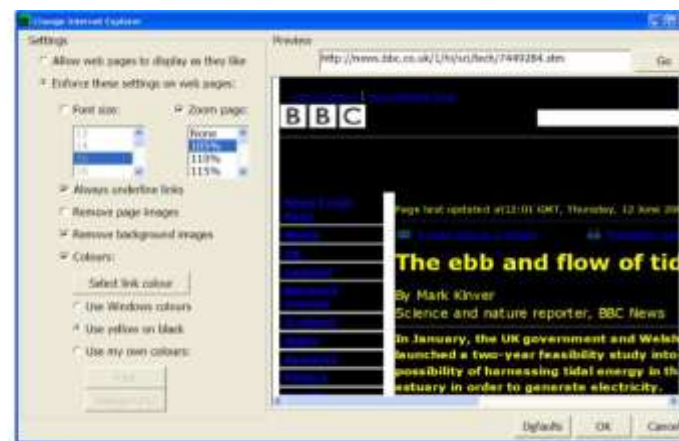 Change Internet Explorer
Settings
Allow web pages to display as they like
Enforce these settings on web pages:
Font size:
Zoom page:
None
105%
110%
115%
Always underline links
Remove page images
Remove background images
Colours:
Select link colour
Use Windows colours
Use yellow on black
Use my own colours:
Preview
http://news.bbc.co.uk/1/hi/sci/tech/7449284.stm
Go
BBC
Page last updated at 12:01 GMT, Thursday, 12 June 20
The ebb and flow of tid
By Mark Kinver
Science and nature reporter, BBC News
In January, the UK government and Welsh
launched a two-year feasibility study into
possibility of harnessing tidal energy in th
estuary in order to generate electricity.
Defaults
OK
Cancel